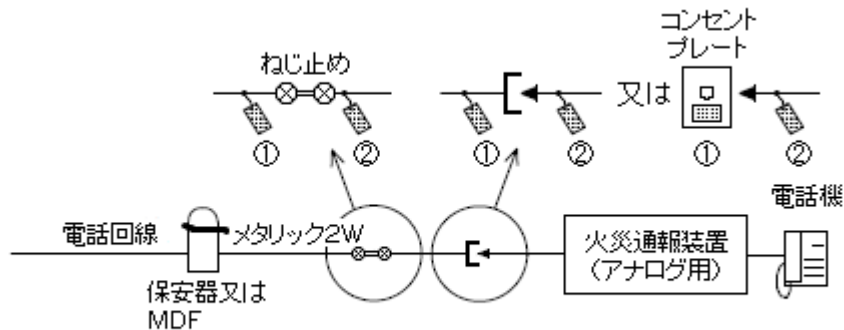 コンセント
プレート
ねじ止め
又は
① ② ① ② ① ②
電話機
電話回線
メタリック2W
火災通報装置
(アナログ用)
保安器又は
MDF